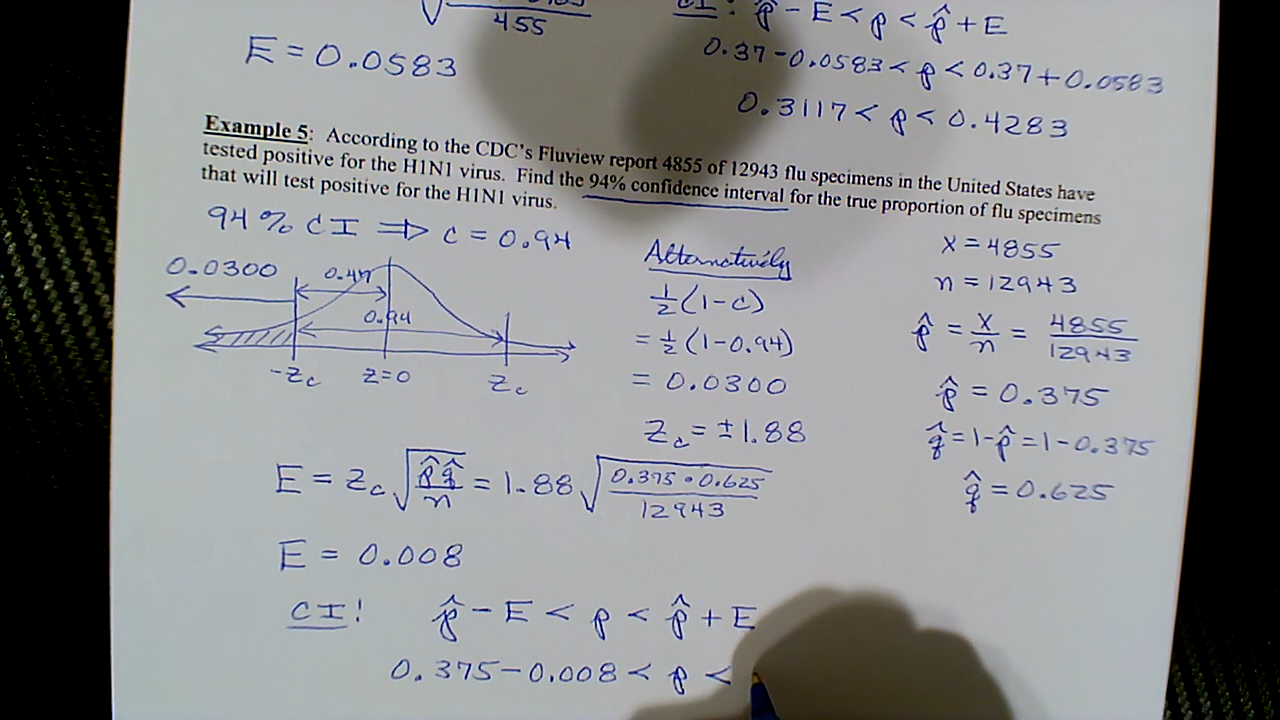 455
E = 0.0583
CI: p̂ - E < p < p̂ + E
0.37 - 0.0583 < p < 0.37 + 0.0583
0.3117 < p < 0.4283
Example 5: According to the CDC's Fluview report 4855 of 12943 flu specimens in the United States have
tested positive for the H1N1 virus. Find the 94% confidence interval for the true proportion of flu specimens
that will test positive for the H1N1 virus.
94% CI ⇒ c = 0.94
0.0300
0.47
0.94
-Zc
Z=0
Zc
Alternatively
½(1-c)
= ½(1-0.94)
= 0.0300
Zc = ±1.88
x = 4855
n = 12943
p̂ = x/n = 4855/12943
p̂ = 0.375
q̂ = 1-p̂ = 1-0.375
q̂ = 0.625
E = Zc √(p̂q̂/n) = 1.88 √(0.375 • 0.625/12943)
E = 0.008
CI: p̂ - E < p < p̂ + E
0.375 - 0.008 < p <